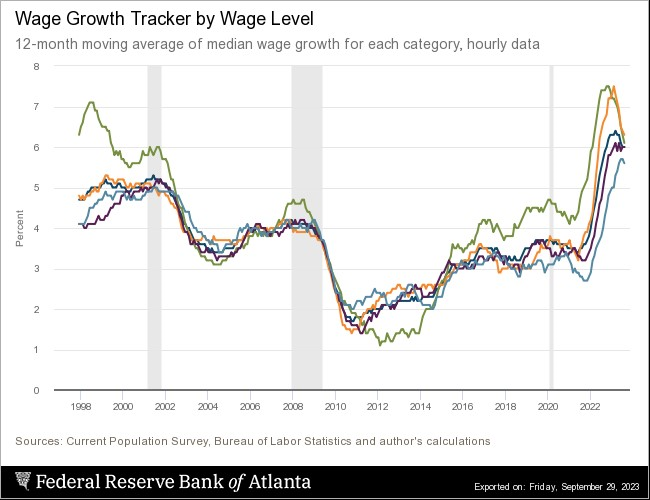 Wage Growth Tracker by Wage Level
12-month moving average of median wage growth for each category, hourly data
8
7
6
5
4
3
2
1
0
Percent
1998 2000 2002 2004 2006 2008 2010 2012 2014 2016 2018 2020 2022
Sources: Current Population Survey, Bureau of Labor Statistics and author's calculations
Federal Reserve Bank of Atlanta
Exported on: Friday, September 29, 2023